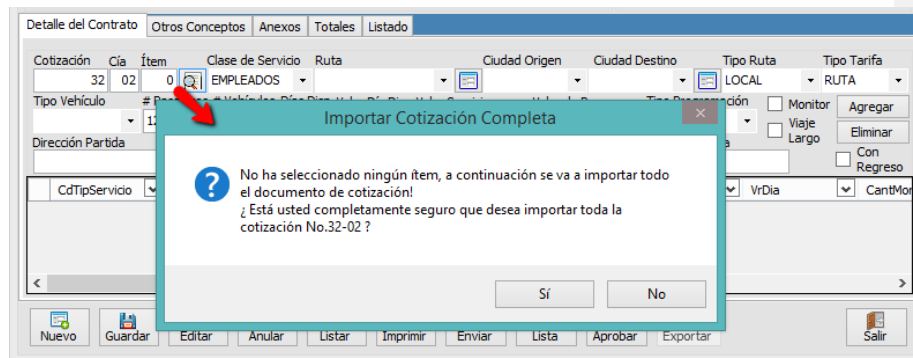 Detalle del Contrato Otros Conceptos Anexos Totales Listado
Cotización Cía Ítem Clase de Servicio Ruta Ciudad Origen Ciudad Destino Tipo Ruta Tipo Tarifa
32 02 0 EMPLEADOS LOCAL RUTA
Tipo Vehículo Monitor Agregar
Viaje Largo
Eliminar
Dirección Partida
Con Regreso
Importar Cotización Completa
No ha seleccionado ningún ítem, a continuación se va a importar todo
el documento de cotización!
¿ Está usted completamente seguro que desea importar toda la
cotización No.32-02 ?
Sí No
CdTipServicio VrDia CantMor
Nuevo Guardar Editar Anular Listar Imprimir Enviar Lista Aprobar Exportar Salir